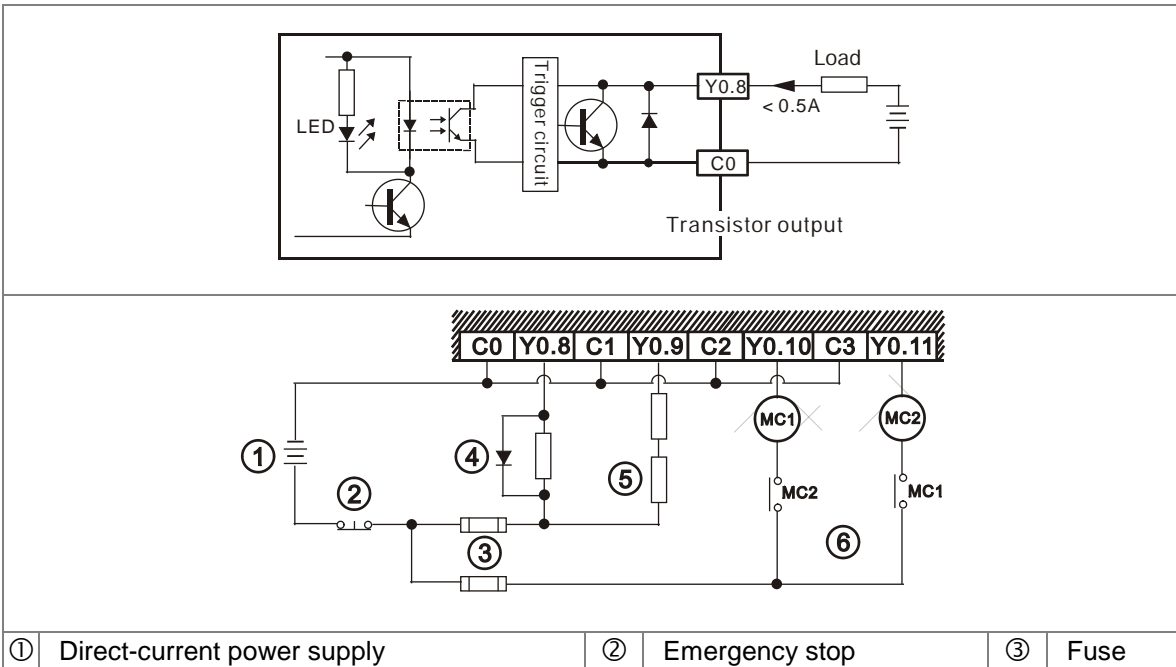 Load
Y0.8
< 0.5A
LED
Trigger circuit
C0
Transistor output
C0 Y0.8 C1 Y0.9 C2 Y0.10 C3 Y0.11
MC1 MC2
① ④ ⑤
② MC2 MC1
③ ⑥
① Direct-current power supply ② Emergency stop ③ Fuse